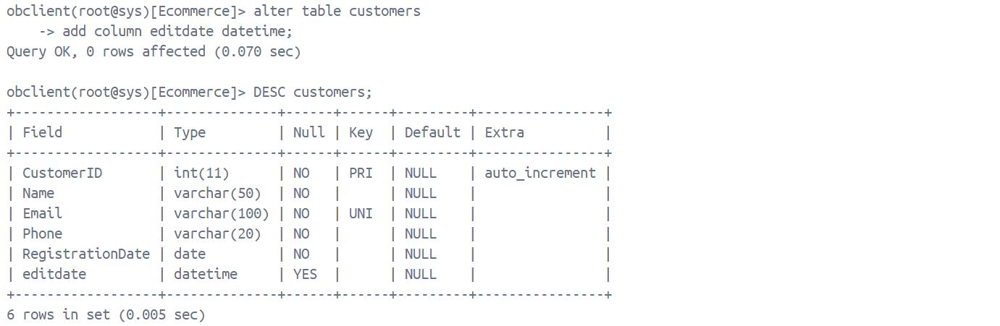 obclient(root@sys)[Ecommerce]> alter table customers
    -> add column editdate datetime;
Query OK, 0 rows affected (0.070 sec)

obclient(root@sys)[Ecommerce]> DESC customers;
+------------------+--------------+------+------+---------+----------------+
| Field            | Type         | Null | Key  | Default | Extra          |
+------------------+--------------+------+------+---------+----------------+
| CustomerID       | int(11)      | NO   | PRI  | NULL    | auto_increment |
| Name             | varchar(50)  | NO   |      | NULL    |                |
| Email            | varchar(100) | NO   | UNI  | NULL    |                |
| Phone            | varchar(20)  | NO   |      | NULL    |                |
| RegistrationDate | date         | NO   |      | NULL    |                |
| editdate         | datetime     | YES  |      | NULL    |                |
+------------------+--------------+------+------+---------+----------------+
6 rows in set (0.005 sec)